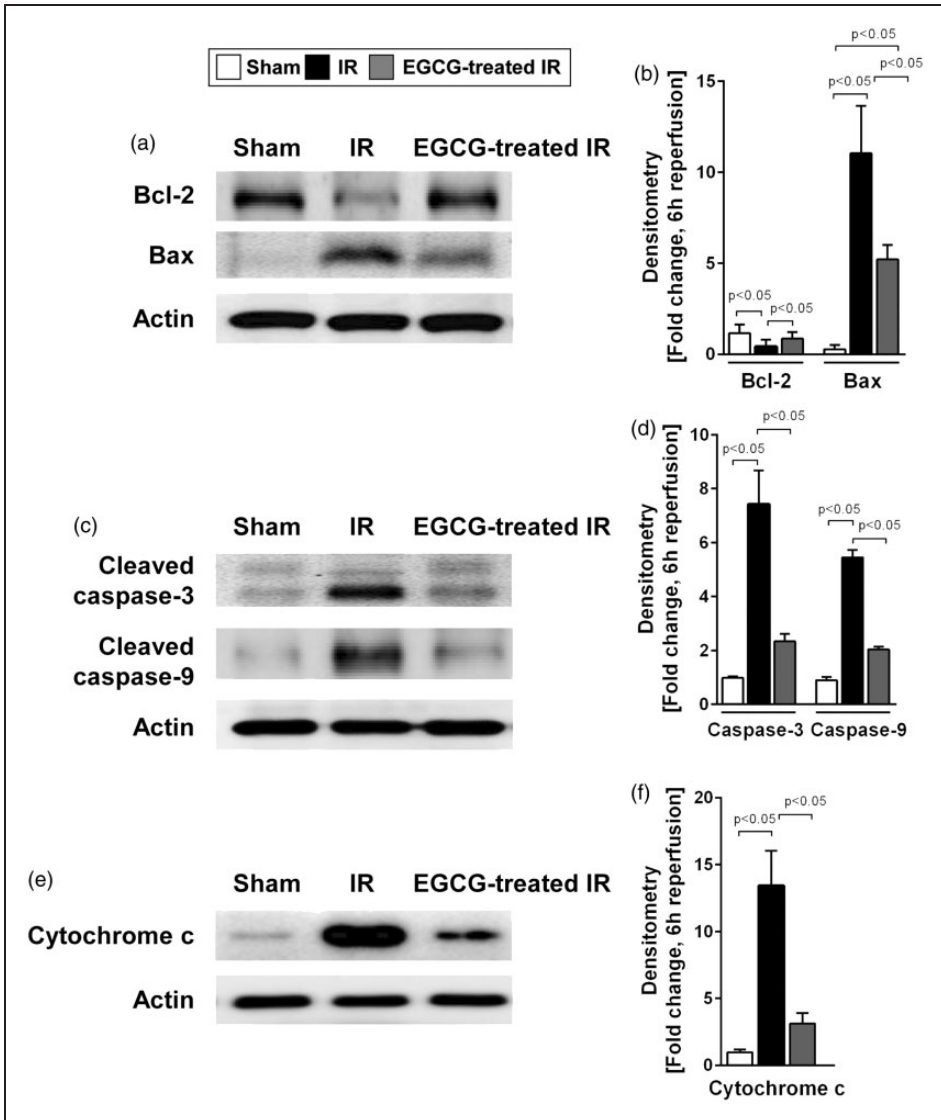 Sham IR EGCG-treated IR
(a)
Sham IR EGCG-treated IR
Bcl-2
Bax
Actin
(b)
Densitometry
[Fold change, 6h reperfusion]
15
10
5
0
p<0.05
p<0.05
p<0.05
p<0.05
p<0.05
Bcl-2 Bax
(c)
Sham IR EGCG-treated IR
Cleaved
caspase-3
Cleaved
caspase-9
Actin
(d)
Densitometry
[Fold change, 6h reperfusion]
10
8
6
4
2
0
p<0.05
p<0.05
p<0.05
p<0.05
Caspase-3 Caspase-9
(e)
Sham IR EGCG-treated IR
Cytochrome c
Actin
(f)
Densitometry
[Fold change, 6h reperfusion]
20
15
10
5
0
p<0.05
p<0.05
Cytochrome c